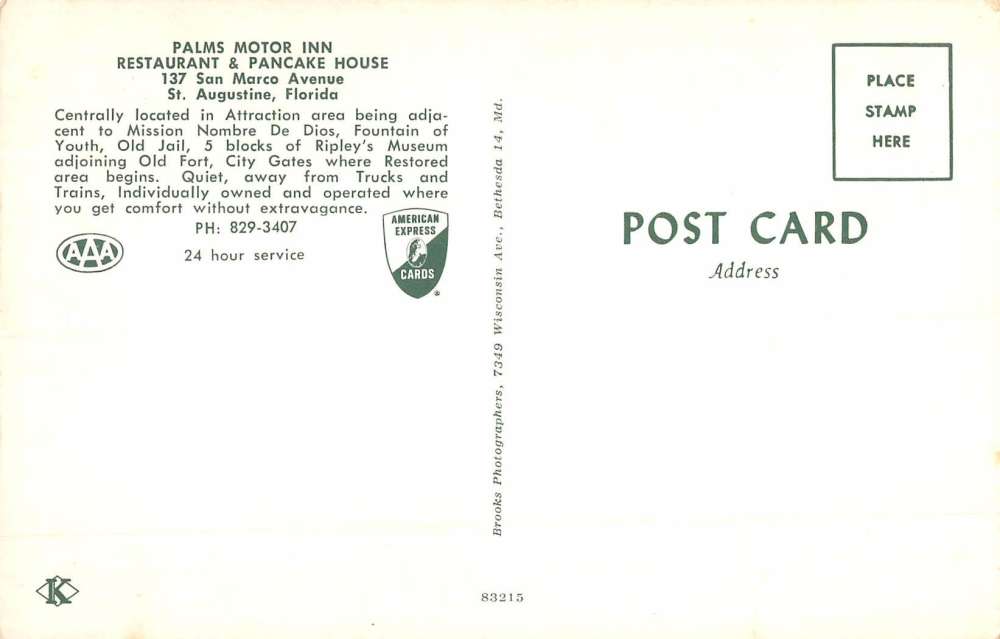 PALMS MOTOR INN
RESTAURANT & PANCAKE HOUSE
137 San Marco Avenue
St. Augustine, Florida
Centrally located in Attraction area being adja-
cent to Mission Nombre De Dios, Fountain of
Youth, Old Jail, 5 blocks of Ripley's Museum
adjoining Old Fort, City Gates where Restored
area begins. Quiet, away from Trucks and
Trains, Individually owned and operated where
you get comfort without extravagance.
PH: 829-3407
24 hour service
AAA
AMERICAN
EXPRESS
CARDS
®
Brooks Photographers, 7349 Wisconsin Ave., Bethesda 14, Md.
PLACE
STAMP
HERE
POST CARD
Address
K
83215